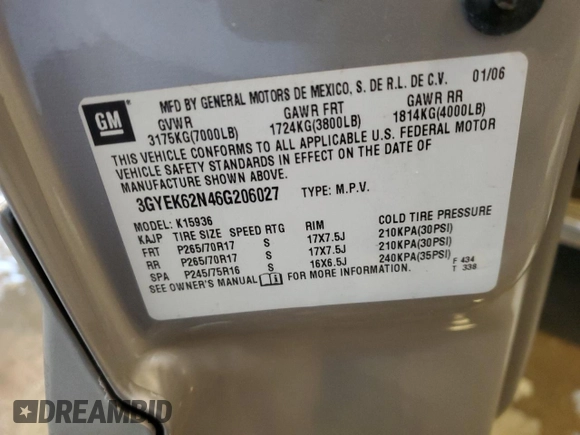 GM
MFD BY GENERAL MOTORS DE MEXICO, S. DE R.L. DE C.V. 01/06
GVWR GAWR FRT GAWR RR
3175KG(7000LB) 1724KG(3800LB) 1814KG(4000LB)
THIS VEHICLE CONFORMS TO ALL APPLICABLE U.S. FEDERAL MOTOR
VEHICLE SAFETY STANDARDS IN EFFECT ON THE DATE OF
MANUFACTURE SHOWN ABOVE.
3GYEK62N46G206027 TYPE: M.P.V.
MODEL: K15936
KAJP TIRE SIZE SPEED RTG RIM COLD TIRE PRESSURE
FRT P265/70R17 S 17X7.5J 210KPA(30PSI)
RR P265/70R17 S 17X7.5J 210KPA(30PSI)
SPA P245/75R16 S 16X6.5J 240KPA(35PSI) F 434
SEE OWNER'S MANUAL FOR MORE INFORMATION. T 338
DREAMBID